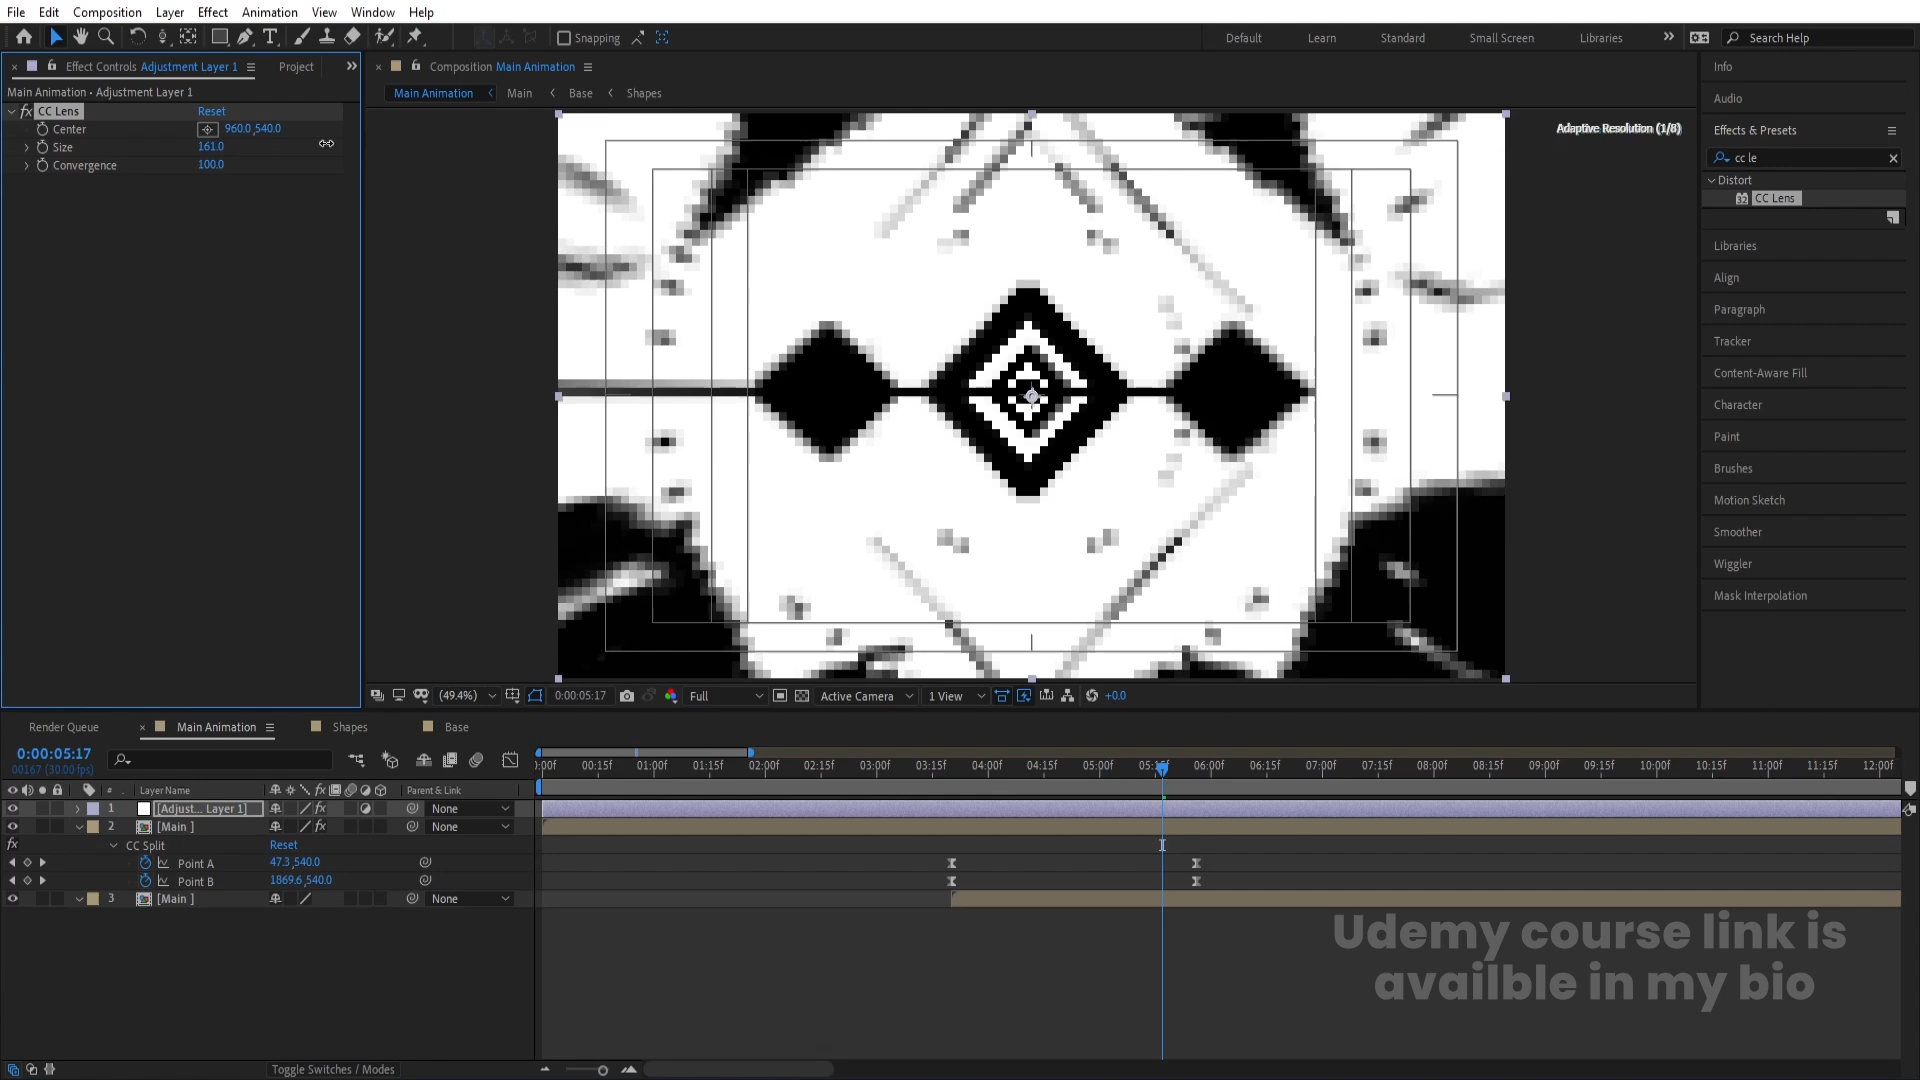 File Edit Composition Layer Effect Animation View Window Help
Snapping
Default Learn Standard Small Screen Libraries
Search Help
Effect Controls Adjustment Layer 1 Project
Main Animation • Adjustment Layer 1
fx CC Lens Reset
Center 960.0,540.0
Size 161.0
Convergence 100.0
Composition Main Animation
Main Animation Main Base Shapes
Adaptive Resolution (1/8)
(49.4%) 0:00:05:17 Full Active Camera 1 View +0.0
Info
Audio
Effects & Presets
cc le
Distort
32 CC Lens
Libraries
Align
Paragraph
Tracker
Content-Aware Fill
Character
Paint
Brushes
Motion Sketch
Smoother
Wiggler
Mask Interpolation
Render Queue Main Animation Shapes Base
0:00:05:17
00167 (30.00 fps)
:00f 00:15f 01:00f 01:15f 02:00f 02:15f 03:00f 03:15f 04:00f 04:15f 05:00f 05:15f 06:00f 06:15f 07:00f 07:15f 08:00f 08:15f 09:00f 09:15f 10:00f 10:15f 11:00f 11:15f 12:00f
# Layer Name Parent & Link
1 [Adjust... Layer 1] fx None
2 [Main ] fx None
fx CC Split Reset
Point A 47.3,540.0
Point B 1869.6,540.0
3 [Main ] None
Udemy course link is
availble in my bio
Toggle Switches / Modes